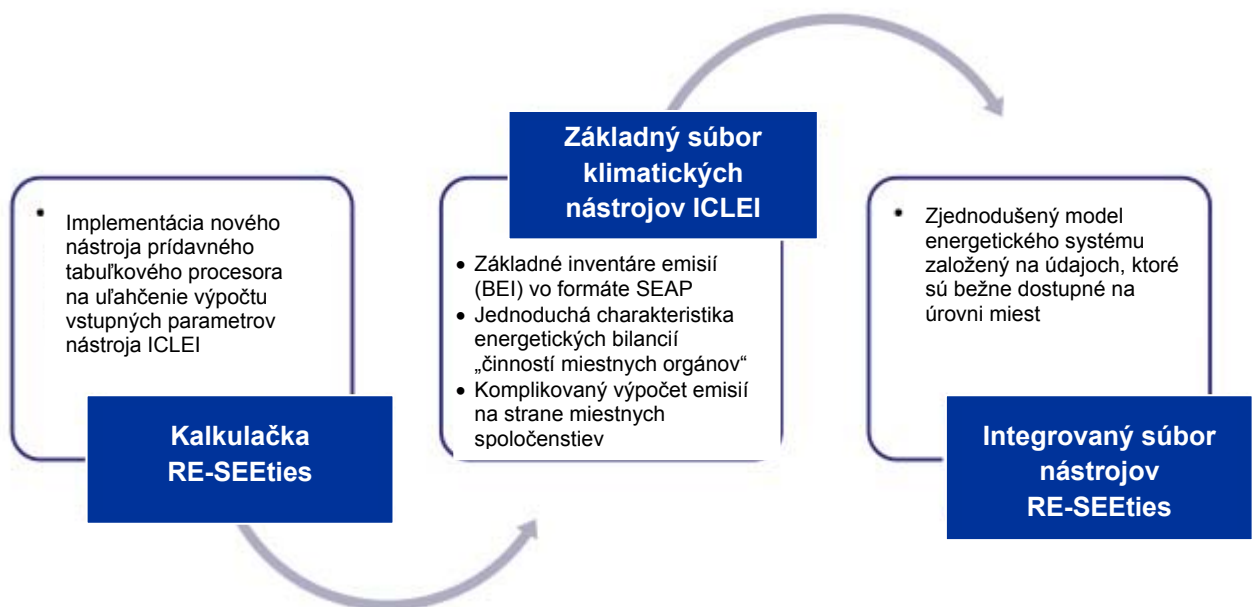 • Implementácia nového
nástroja prídavného
tabuľkového procesora
na uľahčenie výpočtu
vstupných parametrov
nástroja ICLEI
Kalkulačka
RE-SEEties
Základný súbor
klimatických
nástrojov ICLEI
• Základné inventáre emisií
(BEI) vo formáte SEAP
• Jednoduchá charakteristika
energetických bilancií
„činností miestnych orgánov“
• Komplikovaný výpočet emisií
na strane miestnych
spoločenstiev
• Zjednodušený model
energetického systému
založený na údajoch, ktoré
sú bežne dostupné na
úrovni miest
Integrovaný súbor
nástrojov
RE-SEEties